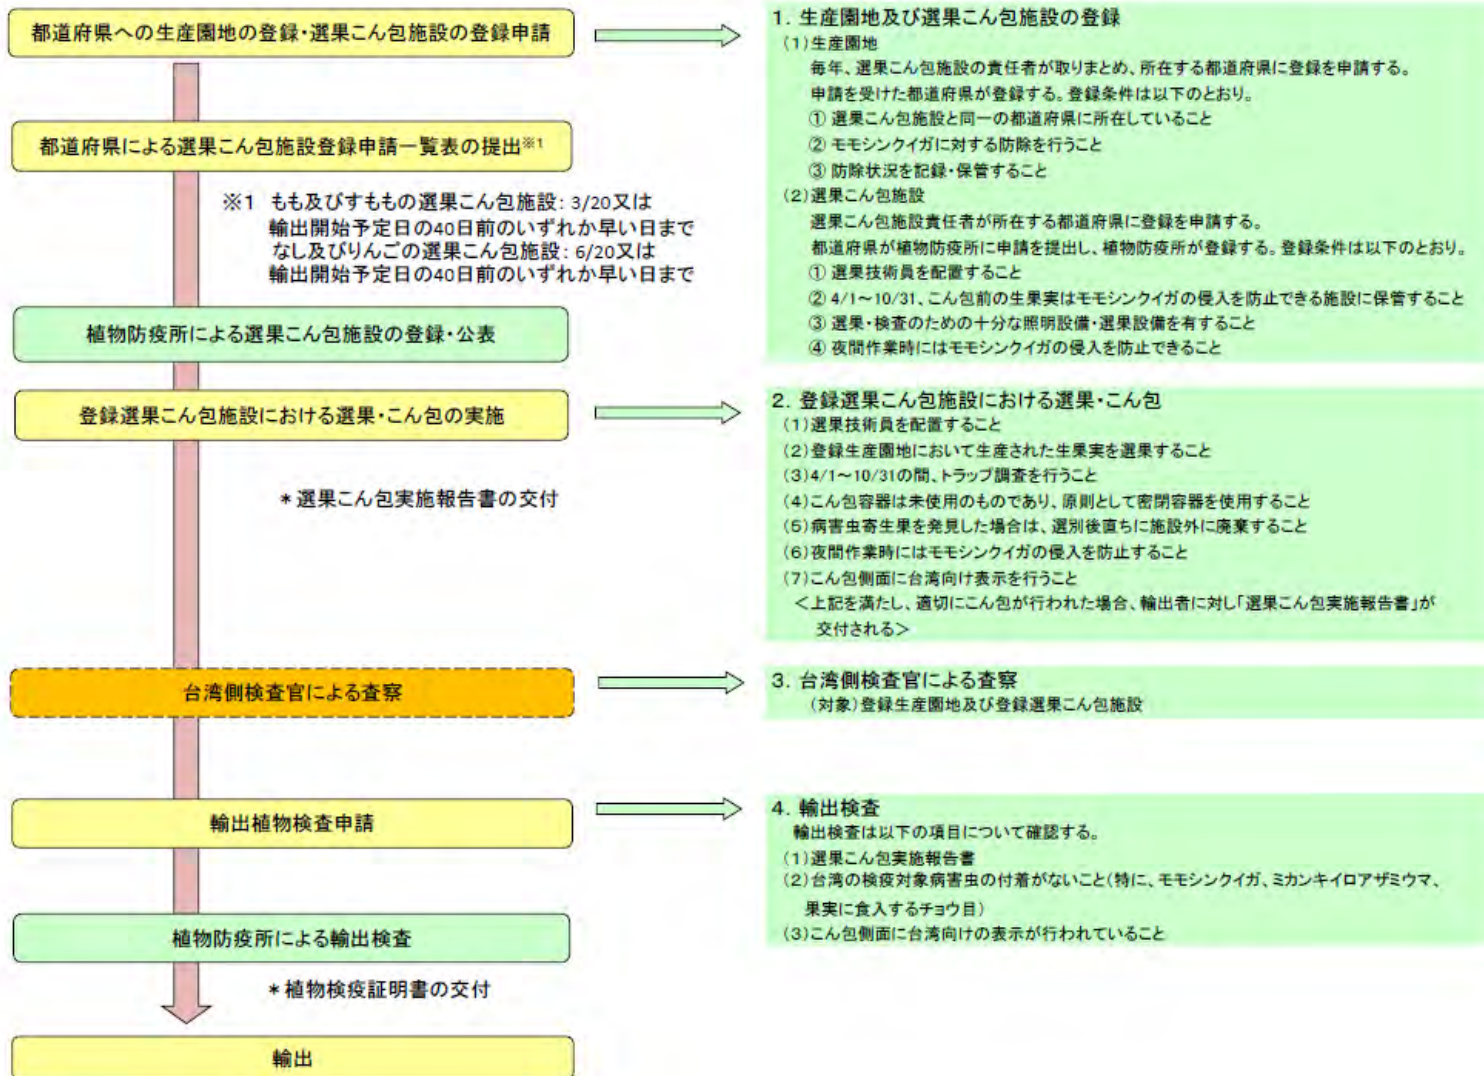 都道府県への生産園地の登録・選果こん包施設の登録申請
都道府県による選果こん包施設登録申請一覧表の提出※1
※1 もも及びすももの選果こん包施設：3/20又は
輸出開始予定日の40日前のいずれか早い日まで
なし及びりんごの選果こん包施設：6/20又は
輸出開始予定日の40日前のいずれか早い日まで
植物防疫所による選果こん包施設の登録・公表
登録選果こん包施設における選果・こん包の実施
＊選果こん包実施報告書の交付
台湾側検査官による査察
輸出植物検査申請
植物防疫所による輸出検査
＊植物検疫証明書の交付
輸出
1．生産園地及び選果こん包施設の登録
（1）生産園地
毎年、選果こん包施設の責任者が取りまとめ、所在する都道府県に登録を申請する。
申請を受けた都道府県が登録する。登録条件は以下のとおり。
① 選果こん包施設と同一の都道府県に所在していること
② モモシンクイガに対する防除を行うこと
③ 防除状況を記録・保管すること
（2）選果こん包施設
選果こん包施設責任者が所在する都道府県に登録を申請する。
都道府県が植物防疫所に申請を提出し、植物防疫所が登録する。登録条件は以下のとおり。
① 選果技術員を配置すること
② 4/1～10/31、こん包前の生果実はモモシンクイガの侵入を防止できる施設に保管すること
③ 選果・検査のための十分な照明設備・選果設備を有すること
④ 夜間作業時にはモモシンクイガの侵入を防止できること
2．登録選果こん包施設における選果・こん包
（1）選果技術員を配置すること
（2）登録生産園地において生産された生果実を選果すること
（3）4/1～10/31の間、トラップ調査を行うこと
（4）こん包容器は未使用のものであり、原則として密閉容器を使用すること
（5）病害虫寄生果を発見した場合は、選別後直ちに施設外に廃棄すること
（6）夜間作業時にはモモシンクイガの侵入を防止すること
（7）こん包側面に台湾向け表示を行うこと
＜上記を満たし、適切にこん包が行われた場合、輸出者に対し「選果こん包実施報告書」が
交付される＞
3．台湾側検査官による査察
（対象）登録生産園地及び登録選果こん包施設
4．輸出検査
輸出検査は以下の項目について確認する。
（1）選果こん包実施報告書
（2）台湾の検疫対象病害虫の付着がないこと（特に、モモシンクイガ、ミカンキイロアザミウマ、
果実に食入するチョウ目）
（3）こん包側面に台湾向けの表示が行われていること